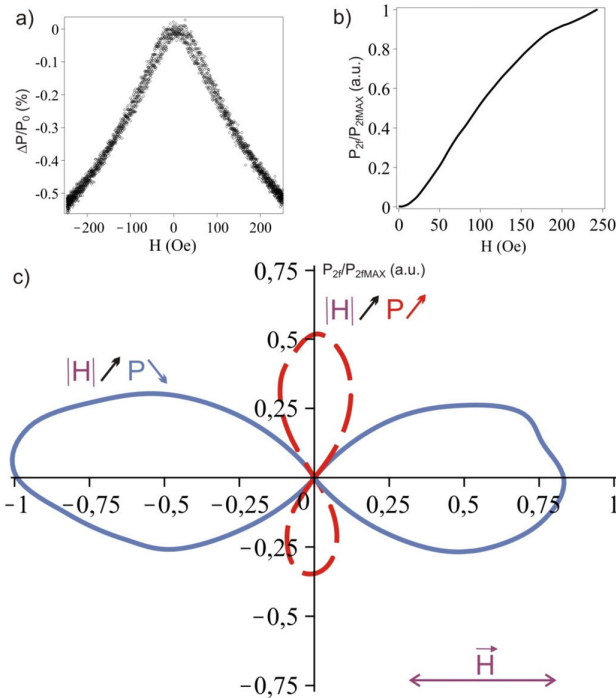 a)
ΔP/P₀ (%)
0
-0.1
-0.2
-0.3
-0.4
-0.5
−200 −100 0 100 200
H (Oe)
b)
P₂f/P₂fMAX (a.u.)
1
0.8
0.6
0.4
0.2
0
0 50 100 150 200 250
H (Oe)
c)
0,75
P₂f/P₂fMAX (a.u.)
|H| P
0,5
|H| P
0,25
−1 −0,75 −0,5 −0,25 0 0,25 0,5 0,75 1
−0,25
−0,5
−0,75
H